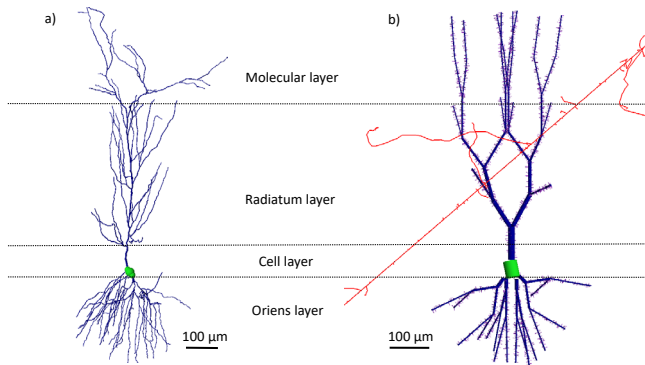 a)
b)
Molecular layer
Radiatum layer
Cell layer
Oriens layer
100 µm
100 µm